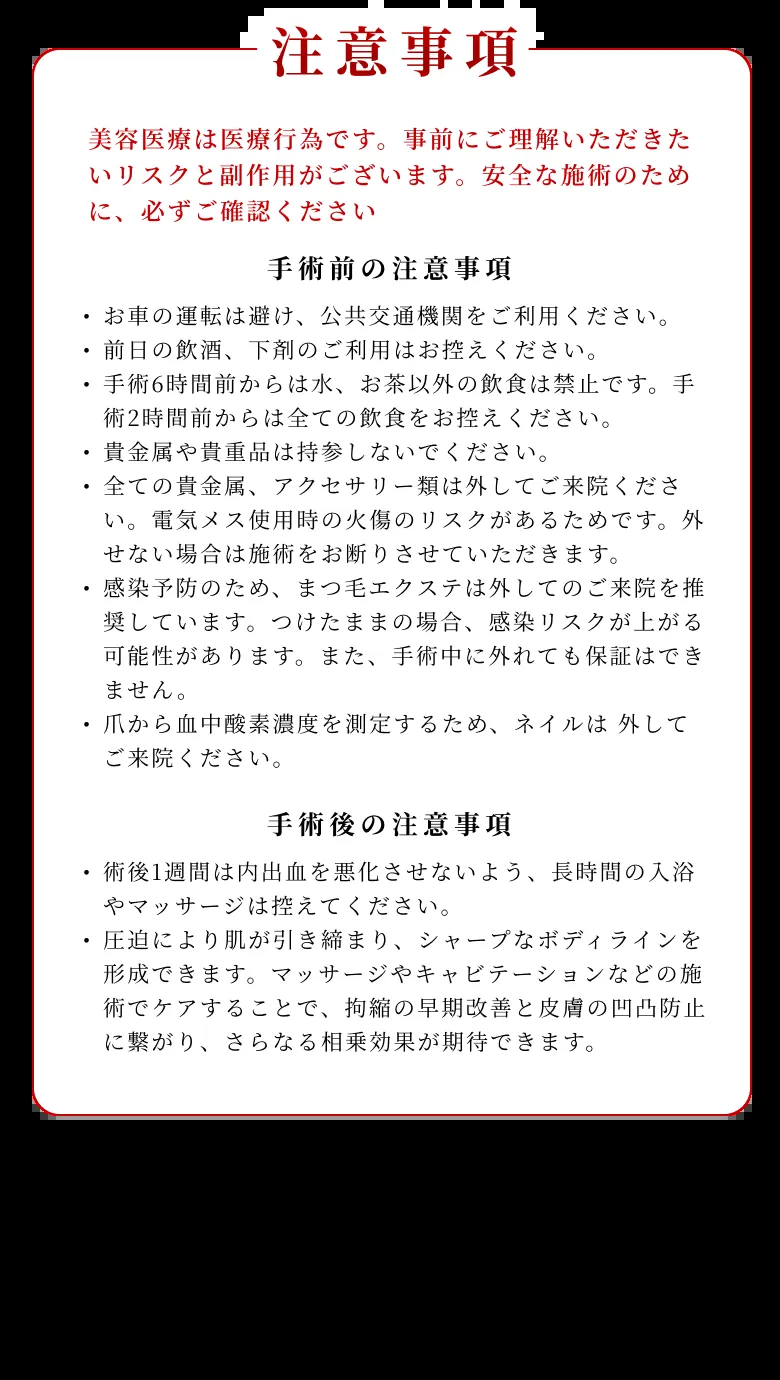 注意事項
美容医療は医療行為です。事前にご理解いただきた
いリスクと副作用がございます。安全な施術のため
に、必ずご確認ください
手術前の注意事項
・お車の運転は避け、公共交通機関をご利用ください。
・前日の飲酒、下剤のご利用はお控えください。
・手術6時間前からは水、お茶以外の飲食は禁止です。手
術2時間前からは全ての飲食をお控えください。
・貴金属や貴重品は持参しないでください。
・全ての貴金属、アクセサリー類は外してご来院くださ
い。電気メス使用時の火傷のリスクがあるためです。外
せない場合は施術をお断りさせていただきます。
・感染予防のため、まつ毛エクステは外してのご来院を推
奨しています。つけたままの場合、感染リスクが上がる
可能性があります。また、手術中に外れても保証はでき
ません。
・爪から血中酸素濃度を測定するため、ネイルは 外して
ご来院ください。
手術後の注意事項
・術後1週間は内出血を悪化させないよう、長時間の入浴
やマッサージは控えてください。
・圧迫により肌が引き締まり、シャープなボディラインを
形成できます。マッサージやキャビテーションなどの施
術でケアすることで、拘縮の早期改善と皮膚の凹凸防止
に繋がり、さらなる相乗効果が期待できます。